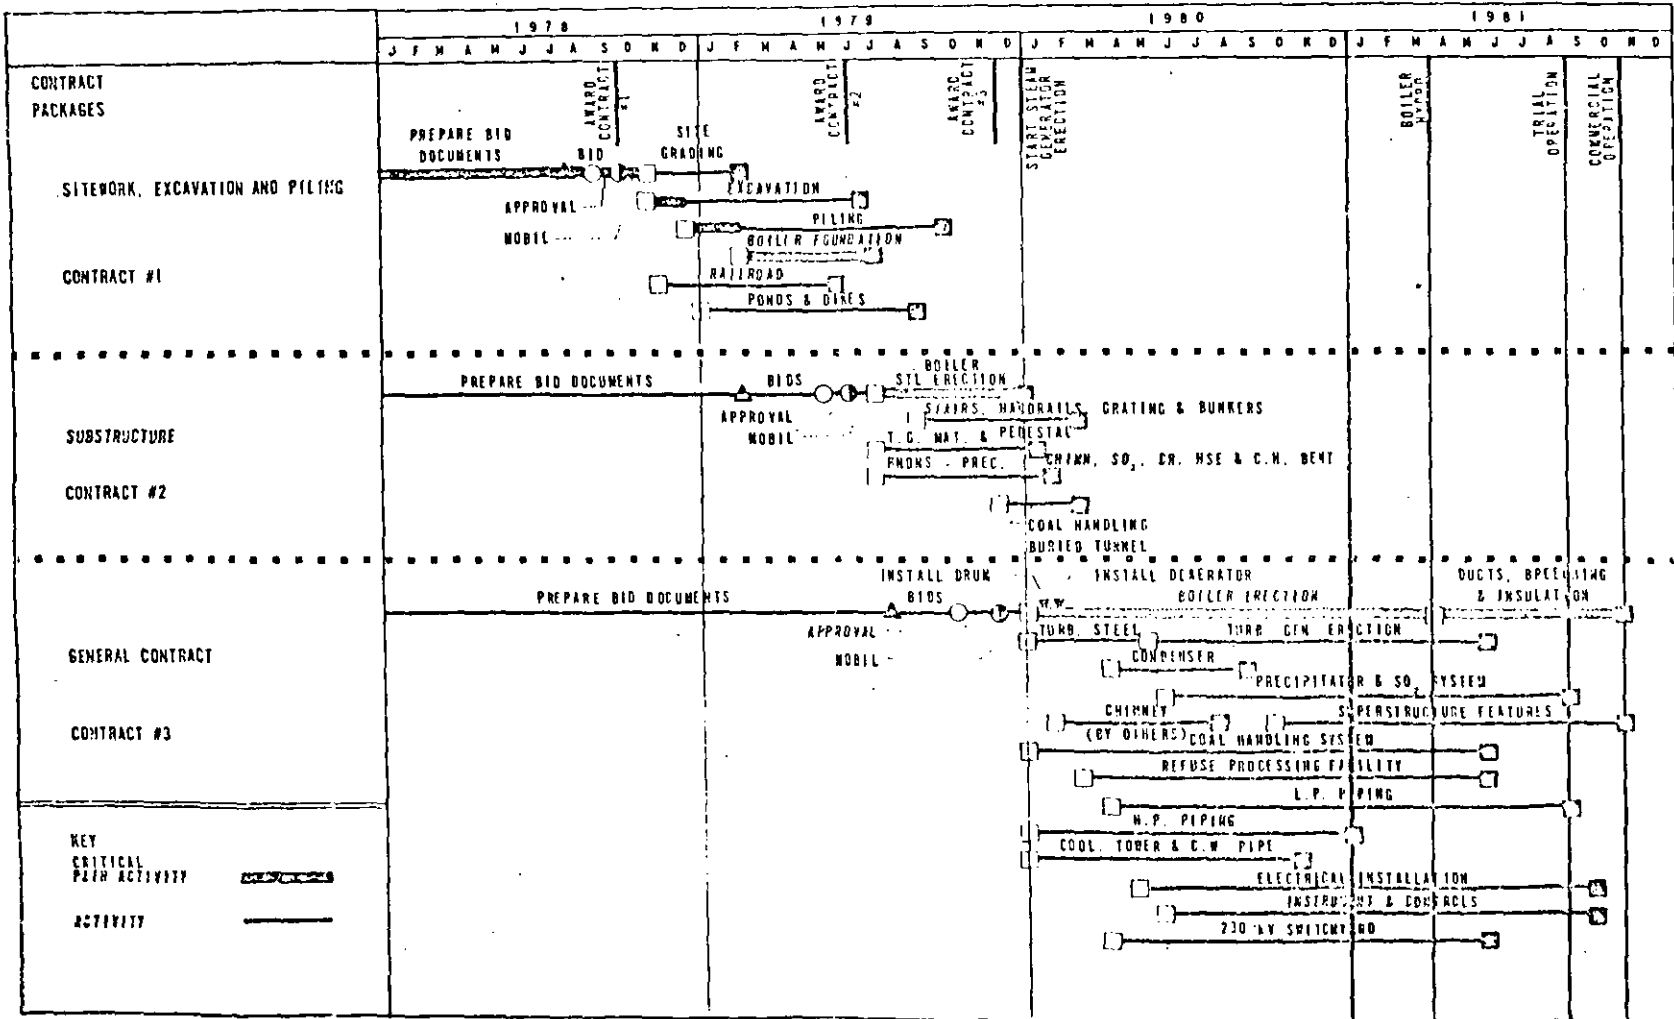 1978 1979 1980 1981
J F M A M J J A S O N D J F M A M J J A S O N D J F M A M J J A S O N D J F M A M J J A S O N D
CONTRACT
PACKAGES
AWARD
CONTRACT
#1
AWARD
CONTRACT
#2
AWARD
CONTRACT
#3
START STEAM
GENERATOR
ERECTION
BOILER
HYDRO
TRIAL
OPERATION
COMMERCIAL
OPERATION
PREPARE BID
DOCUMENTS
BID
SITE
GRADING
SITEWORK, EXCAVATION AND PILING
EXCAVATION
APPROVAL
PILING
MOBIL
BOILER FOUNDATION
CONTRACT #1
RAILROAD
PONDS & DIKES
PREPARE BID DOCUMENTS
BIDS
BOILER
STL ERECTION
APPROVAL
STAIRS, HANDRAILS, GRATING & BUNKERS
SUBSTRUCTURE
MOBIL
T.G. MAT. & PEDESTAL
FNDNS - PREC.
CHIMN, SO2, CR. HSE & C.H. BENT
CONTRACT #2
COAL HANDLING
BURIED TUNNEL
INSTALL DRUM
INSTALL DEAERATOR
DUCTS, BREECHING
& INSULATION
PREPARE BID DOCUMENTS
BIDS
W.W.
BOILER ERECTION
APPROVAL
TURB. STEEL
TURB. GEN. ERECTION
GENERAL CONTRACT
MOBIL
CONDENSER
PRECIPITATOR & SO2 SYSTEM
CHIMNEY
(BY OTHERS)
SUPERSTRUCTURE FEATURES
CONTRACT #3
COAL HANDLING SYSTEM
REFUSE PROCESSING FACILITY
L.P. PIPING
H.P. PIPING
KEY
COOL. TOWER & C.W. PIPE
CRITICAL
PATH ACTIVITY
ELECTRICAL INSTALLATION
INSTRUMENT & CONTROLS
ACTIVITY
230 KV SWITCHYARD